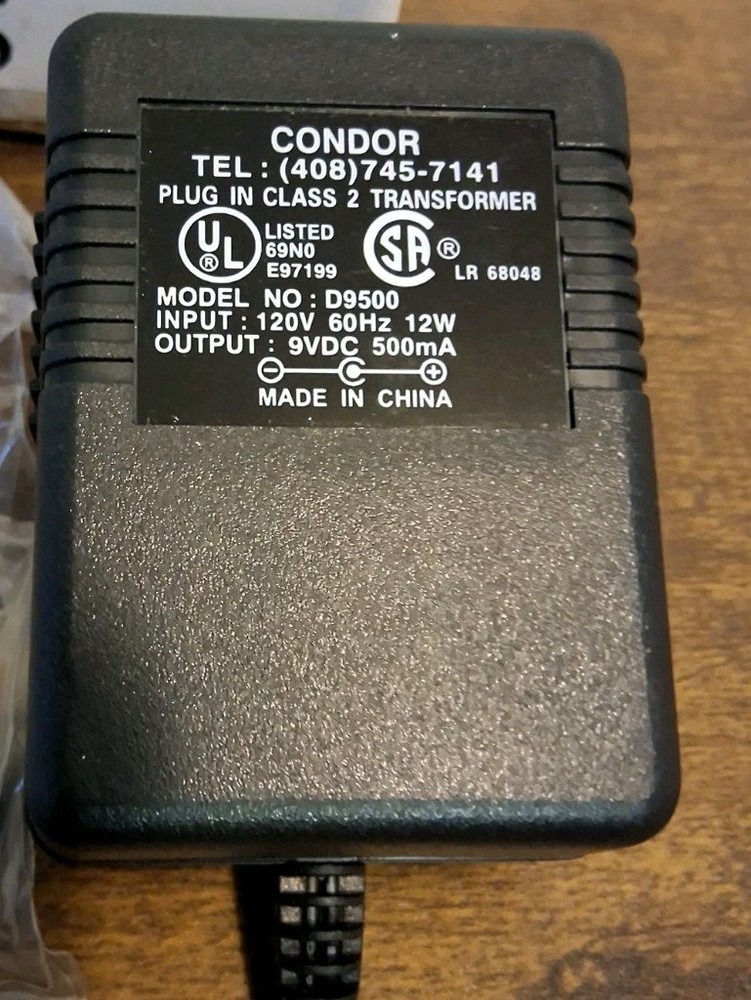 CONDOR
TEL : (408)745-7141
PLUG IN CLASS 2 TRANSFORMER
UL ® LISTED
69N0
E97199
CSA ® LR 68048
MODEL NO : D9500
INPUT : 120V 60Hz 12W
OUTPUT : 9VDC 500mA
MADE IN CHINA